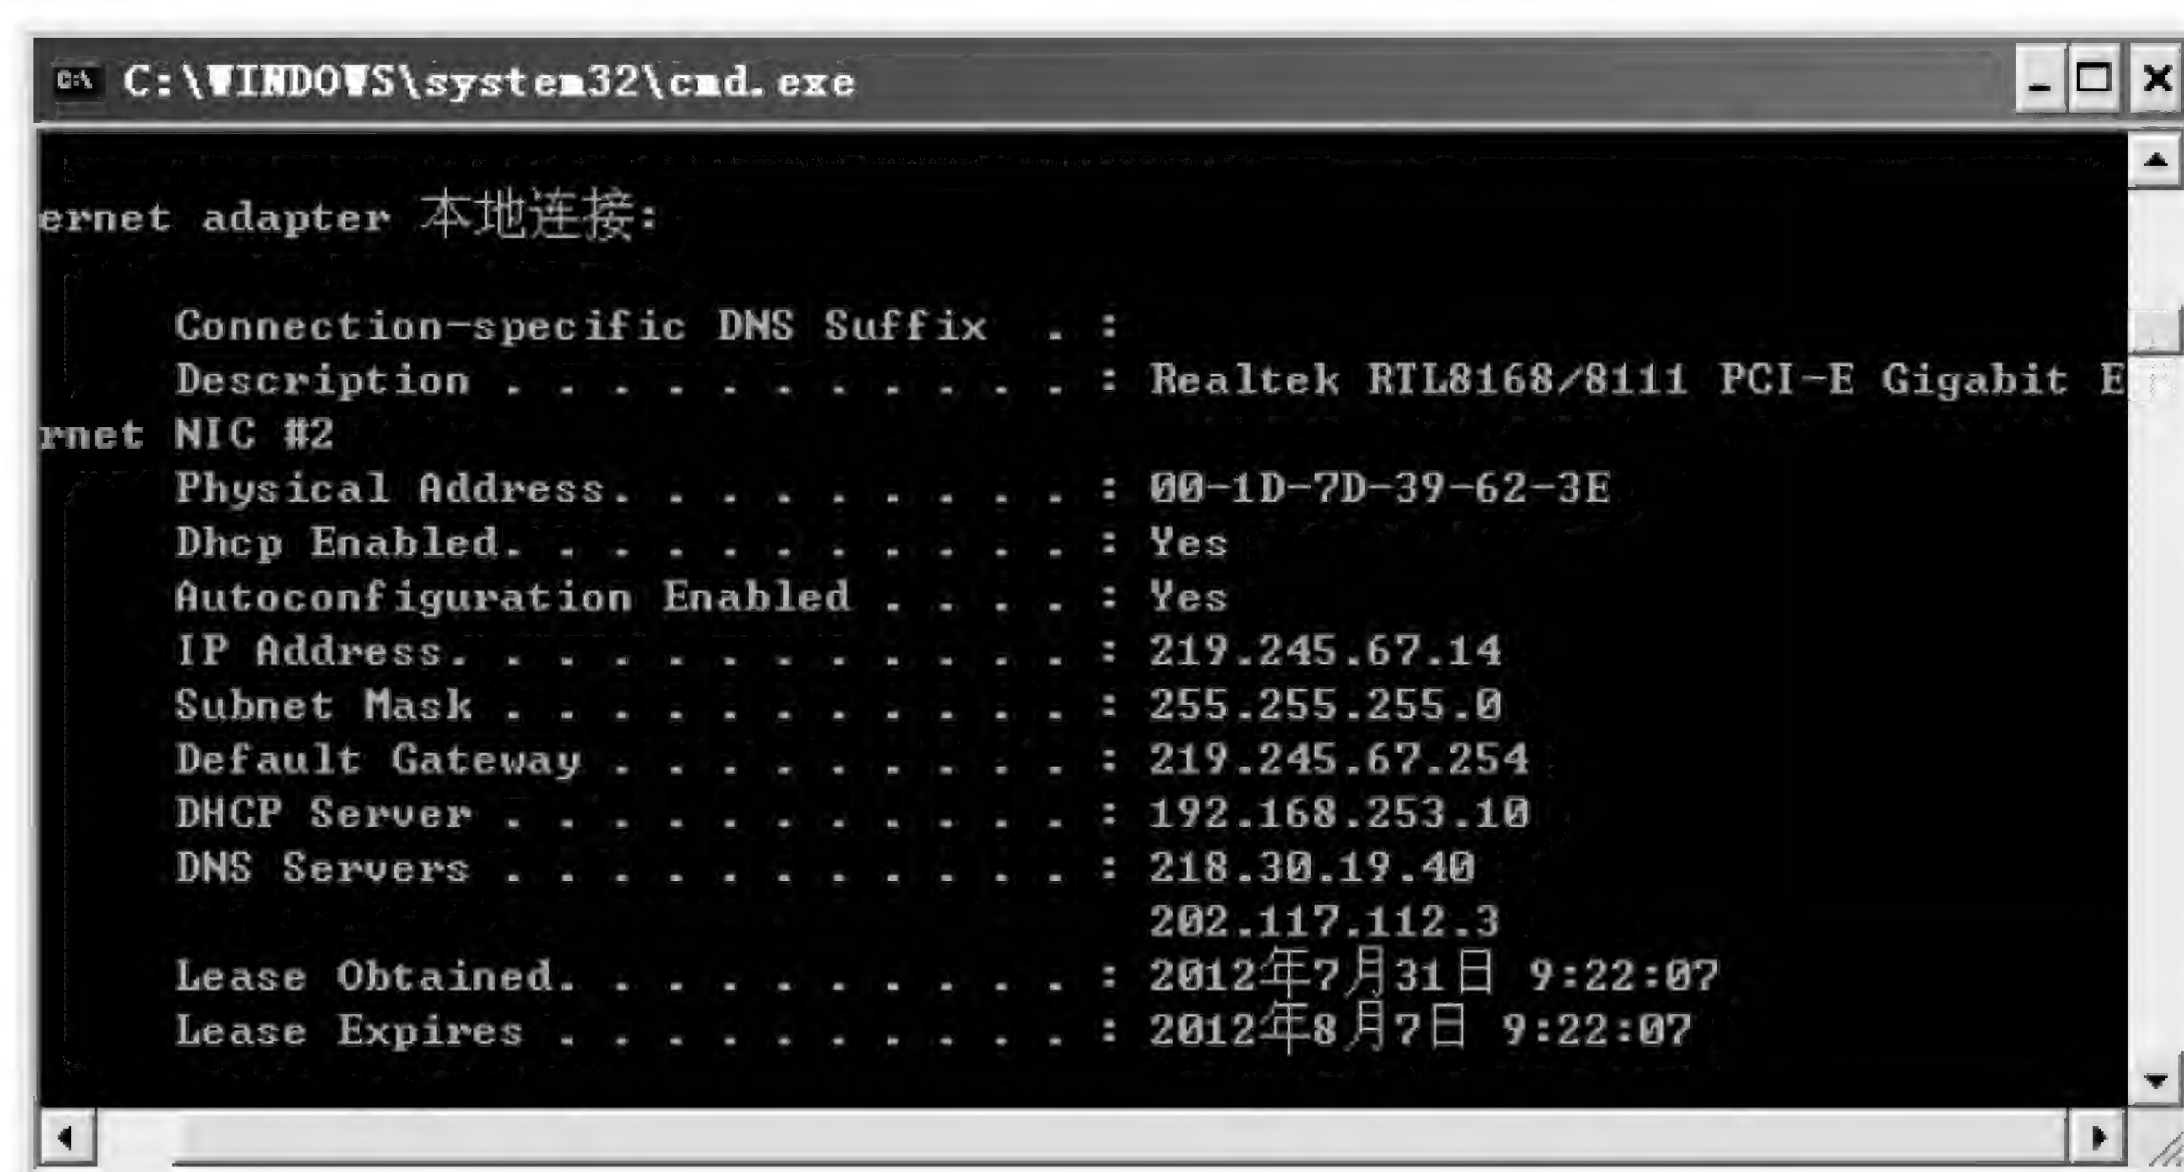 C:\WINDOWS\system32\cmd.exe
ernet adapter 本地连接:
Connection-specific DNS Suffix  . :
Description . . . . . . . . . . . : Realtek RTL8168/8111 PCI-E Gigabit E
rnet NIC #2
Physical Address. . . . . . . . . : 00-1D-7D-39-62-3E
Dhcp Enabled. . . . . . . . . . . : Yes
Autoconfiguration Enabled . . . . : Yes
IP Address. . . . . . . . . . . . : 219.245.67.14
Subnet Mask . . . . . . . . . . . : 255.255.255.0
Default Gateway . . . . . . . . . : 219.245.67.254
DHCP Server . . . . . . . . . . . : 192.168.253.10
DNS Servers . . . . . . . . . . . : 218.30.19.40
202.117.112.3
Lease Obtained. . . . . . . . . . : 2012年7月31日 9:22:07
Lease Expires . . . . . . . . . . : 2012年8月7日 9:22:07